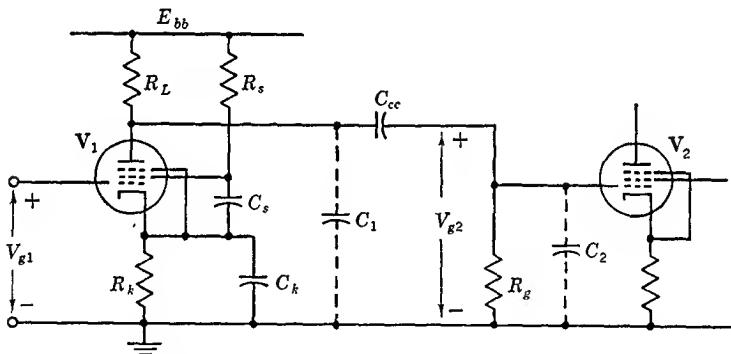 E_bb
R_L
R_s
C_cc
V_1
V_2
+
+
C_s
C_1
V_g2
V_g1
C_2
R_k
C_k
R_g
-
-